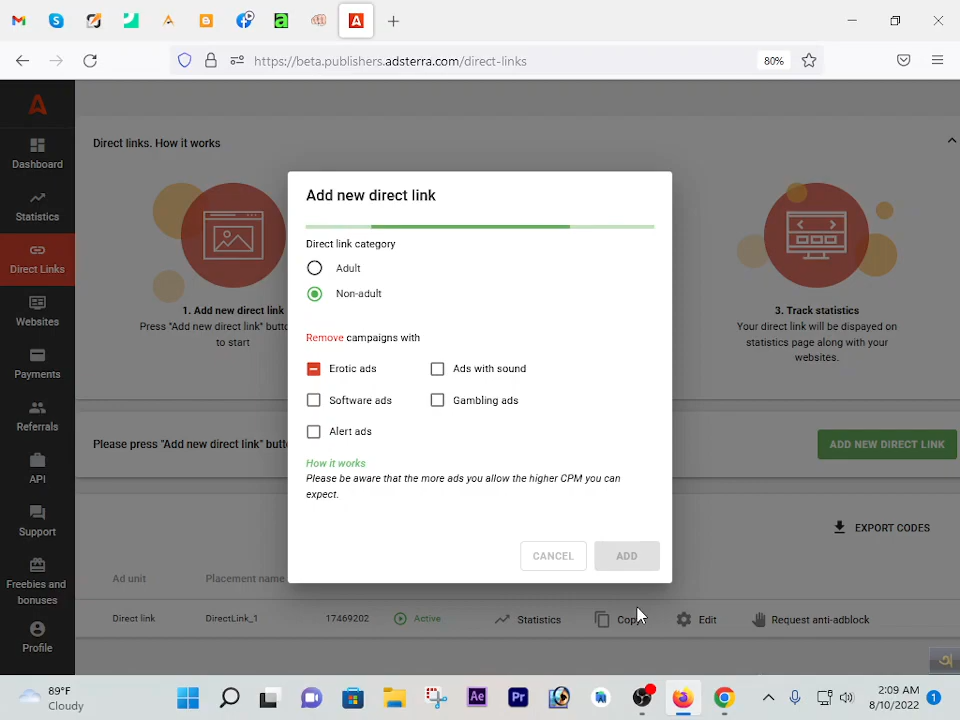 https://beta.publishers.adsterra.com/direct-links
80%
Dashboard
Statistics
Direct Links
Websites
Payments
Referrals
API
Support
Freebies and
bonuses
Profile
Direct links. How it works
1. Add new direct link
Press "Add new direct link" butto
to start
3. Track statistics
Your direct link will be dispayed on
statistics page along with your
websites.
Please press "Add new direct link" butto
ADD NEW DIRECT LINK
EXPORT CODES
Ad unit
Placement name
Direct link
DirectLink_1
17469202
Active
Statistics
Copy
Edit
Request anti-adblock
Add new direct link
Direct link category
Adult
Non-adult
Remove campaigns with
Erotic ads
Ads with sound
Software ads
Gambling ads
Alert ads
How it works
Please be aware that the more ads you allow the higher CPM you can
expect.
CANCEL
ADD
89°F
Cloudy
Ae
Pr
2:09 AM
8/10/2022
1